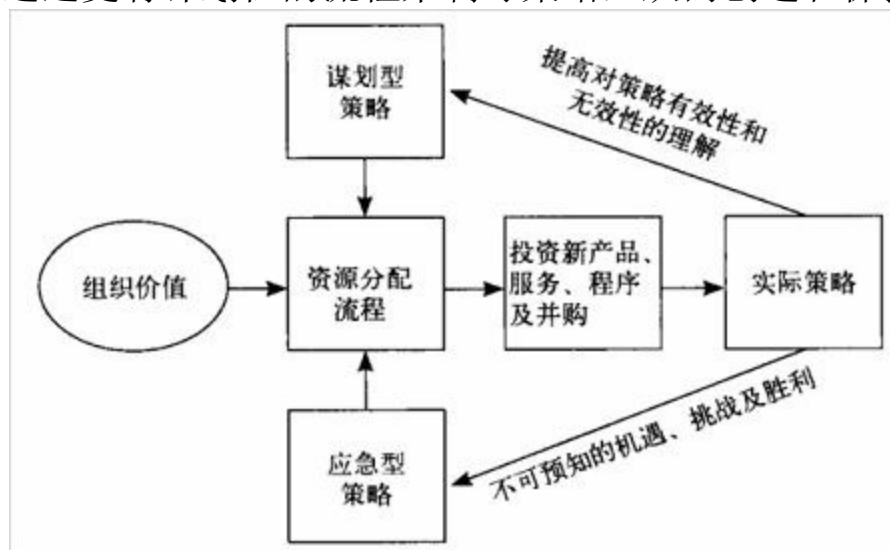 谋划型
策略
提高对策略有效性和
无效性的理解
组织价值
资源分配
流程
投资新产品、
服务、程序
及并购
实际策略
应急型
策略
不可预知的机遇、挑战及胜利